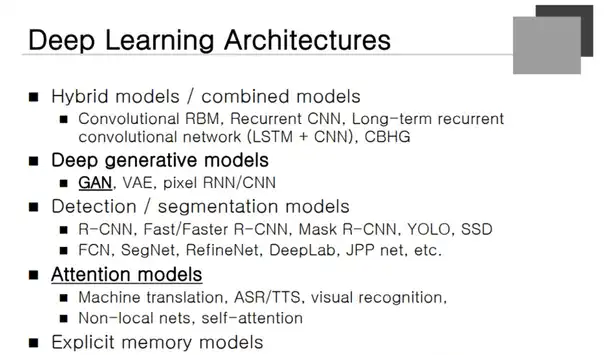 Deep Learning Architectures
■ Hybrid models / combined models
■ Convolutional RBM, Recurrent CNN, Long-term recurrent
convolutional network (LSTM + CNN), CBHG
■ Deep generative models
■ GAN, VAE, pixel RNN/CNN
■ Detection / segmentation models
■ R-CNN, Fast/Faster R-CNN, Mask R-CNN, YOLO, SSD
■ FCN, SegNet, RefineNet, DeepLab, JPP net, etc.
■ Attention models
■ Machine translation, ASR/TTS, visual recognition,
■ Non-local nets, self-attention
■ Explicit memory models